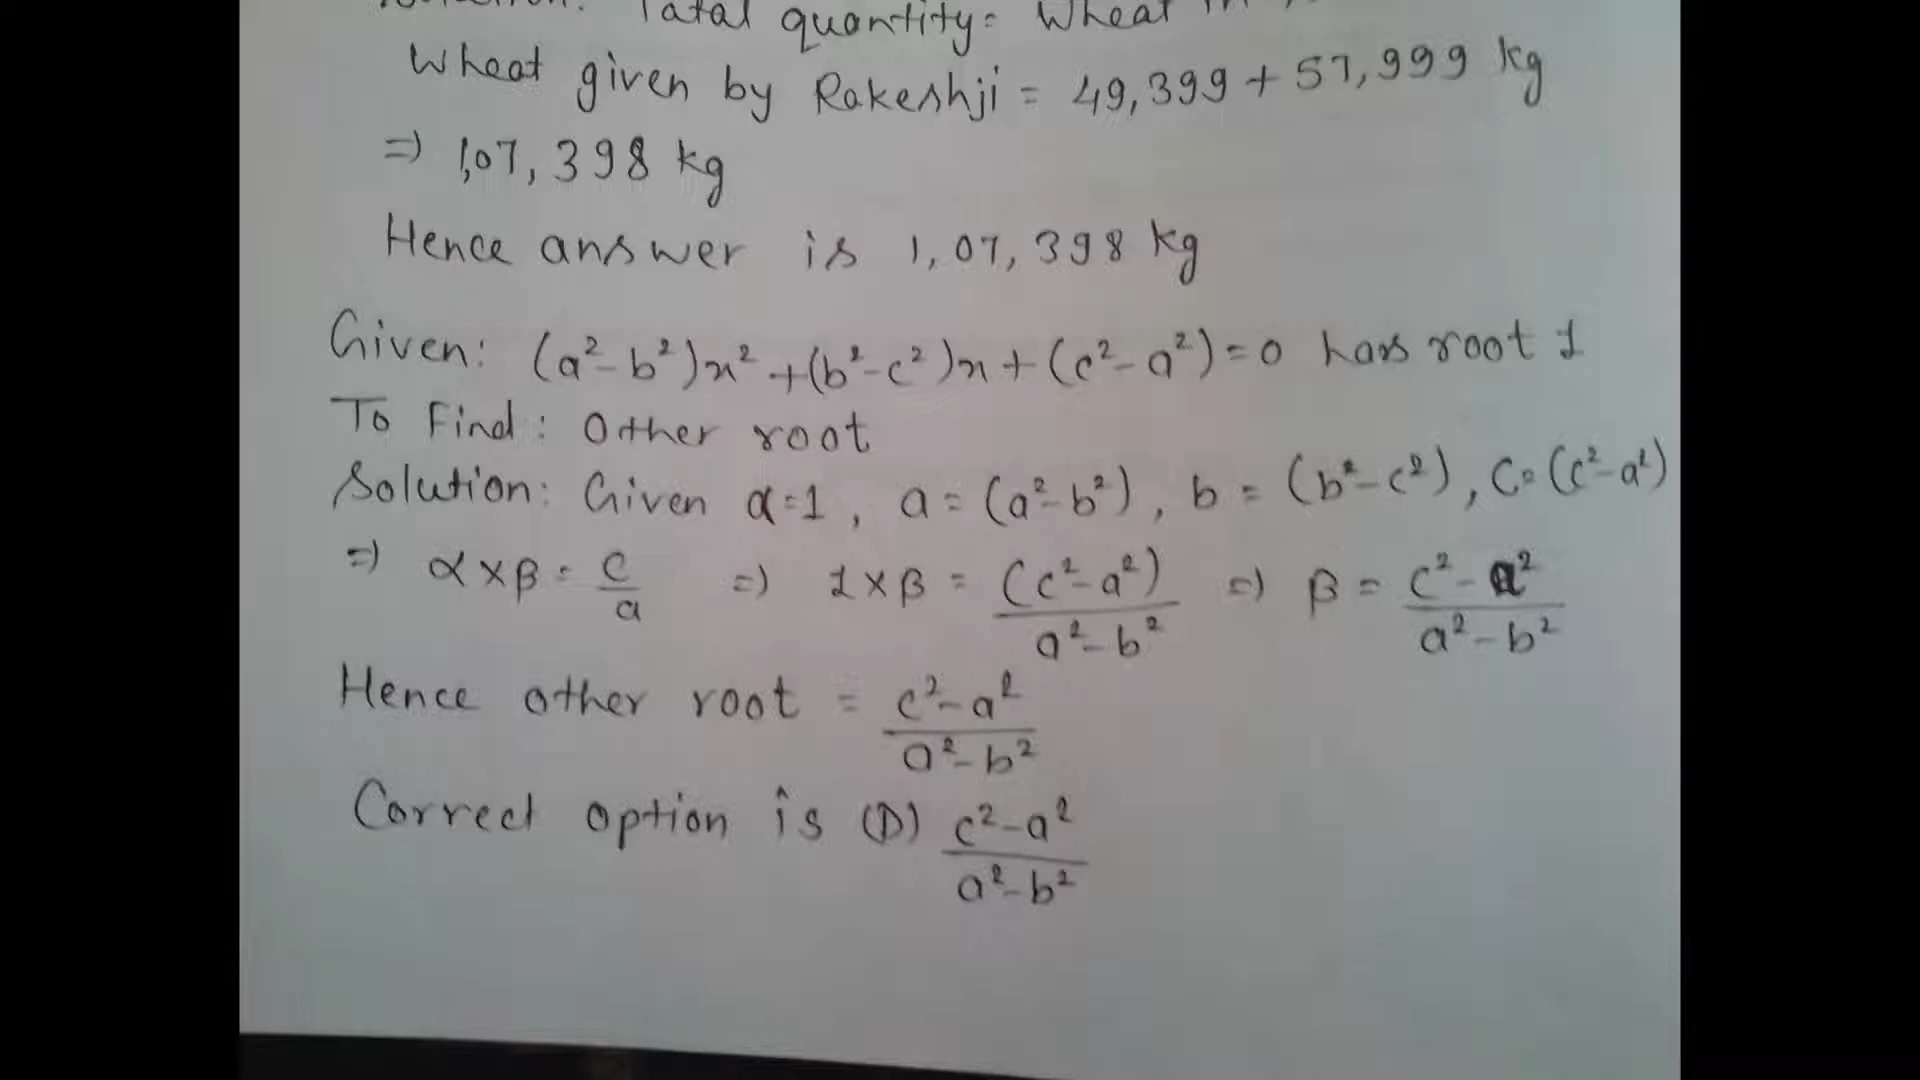 Tatal quantity = Wheat
Wheat given by Rakeshji = 49,399 + 57,999 kg
=> 1,07,398 kg
Hence answer is 1,07,398 kg
Given: (a²-b²)x² + (b²-c²)x + (c²-a²) = 0 has root 1
To Find: Other root
Solution: Given α=1, a = (a²-b²), b = (b²-c²), C = (c²-a²)
=> α×β = c/a => 1×β = (c²-a²)/a²-b² => β = c²-a²/a²-b²
Hence other root = c²-a²/a²-b²
Correct option is (D) c²-a²/a²-b²